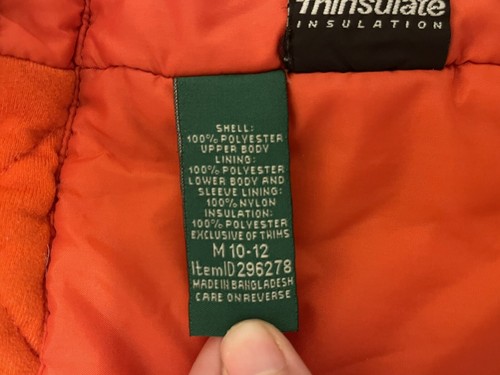 Thinsulate
INSULATION
SHELL:
100% POLYESTER
UPPER BODY
LINING:
100% POLYESTER
LOWER BODY AND
SLEEVE LINING:
100% NYLON
INSULATION:
100% POLYESTER
EXCLUSIVE OF TRIMS
M 10-12
ItemID 296278
MADE IN BANGLADESH
CARE ON REVERSE